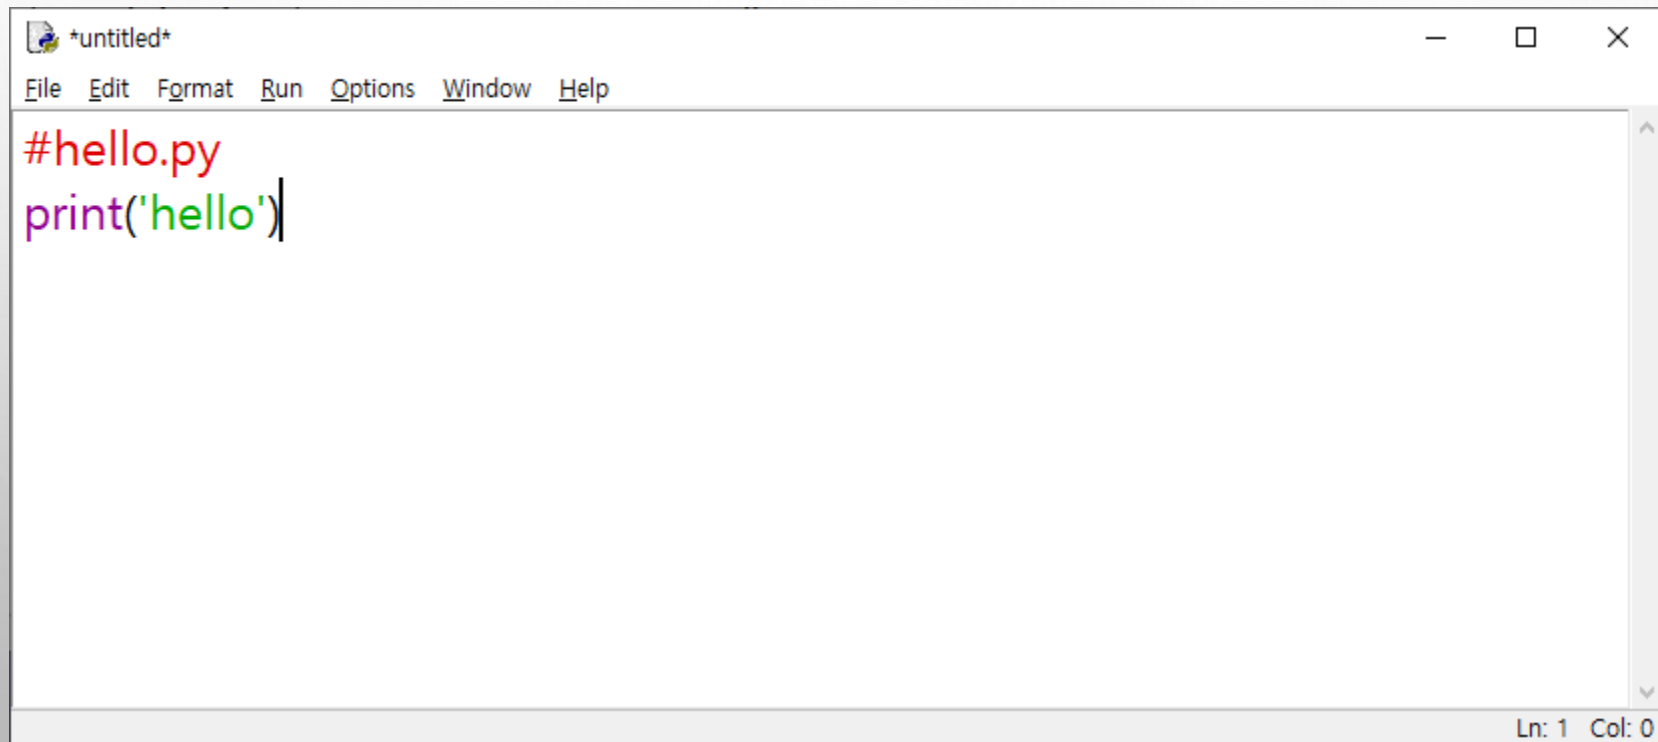 *untitled*
File Edit Format Run Options Window Help
#hello.py
print('hello')
Ln: 1 Col: 0